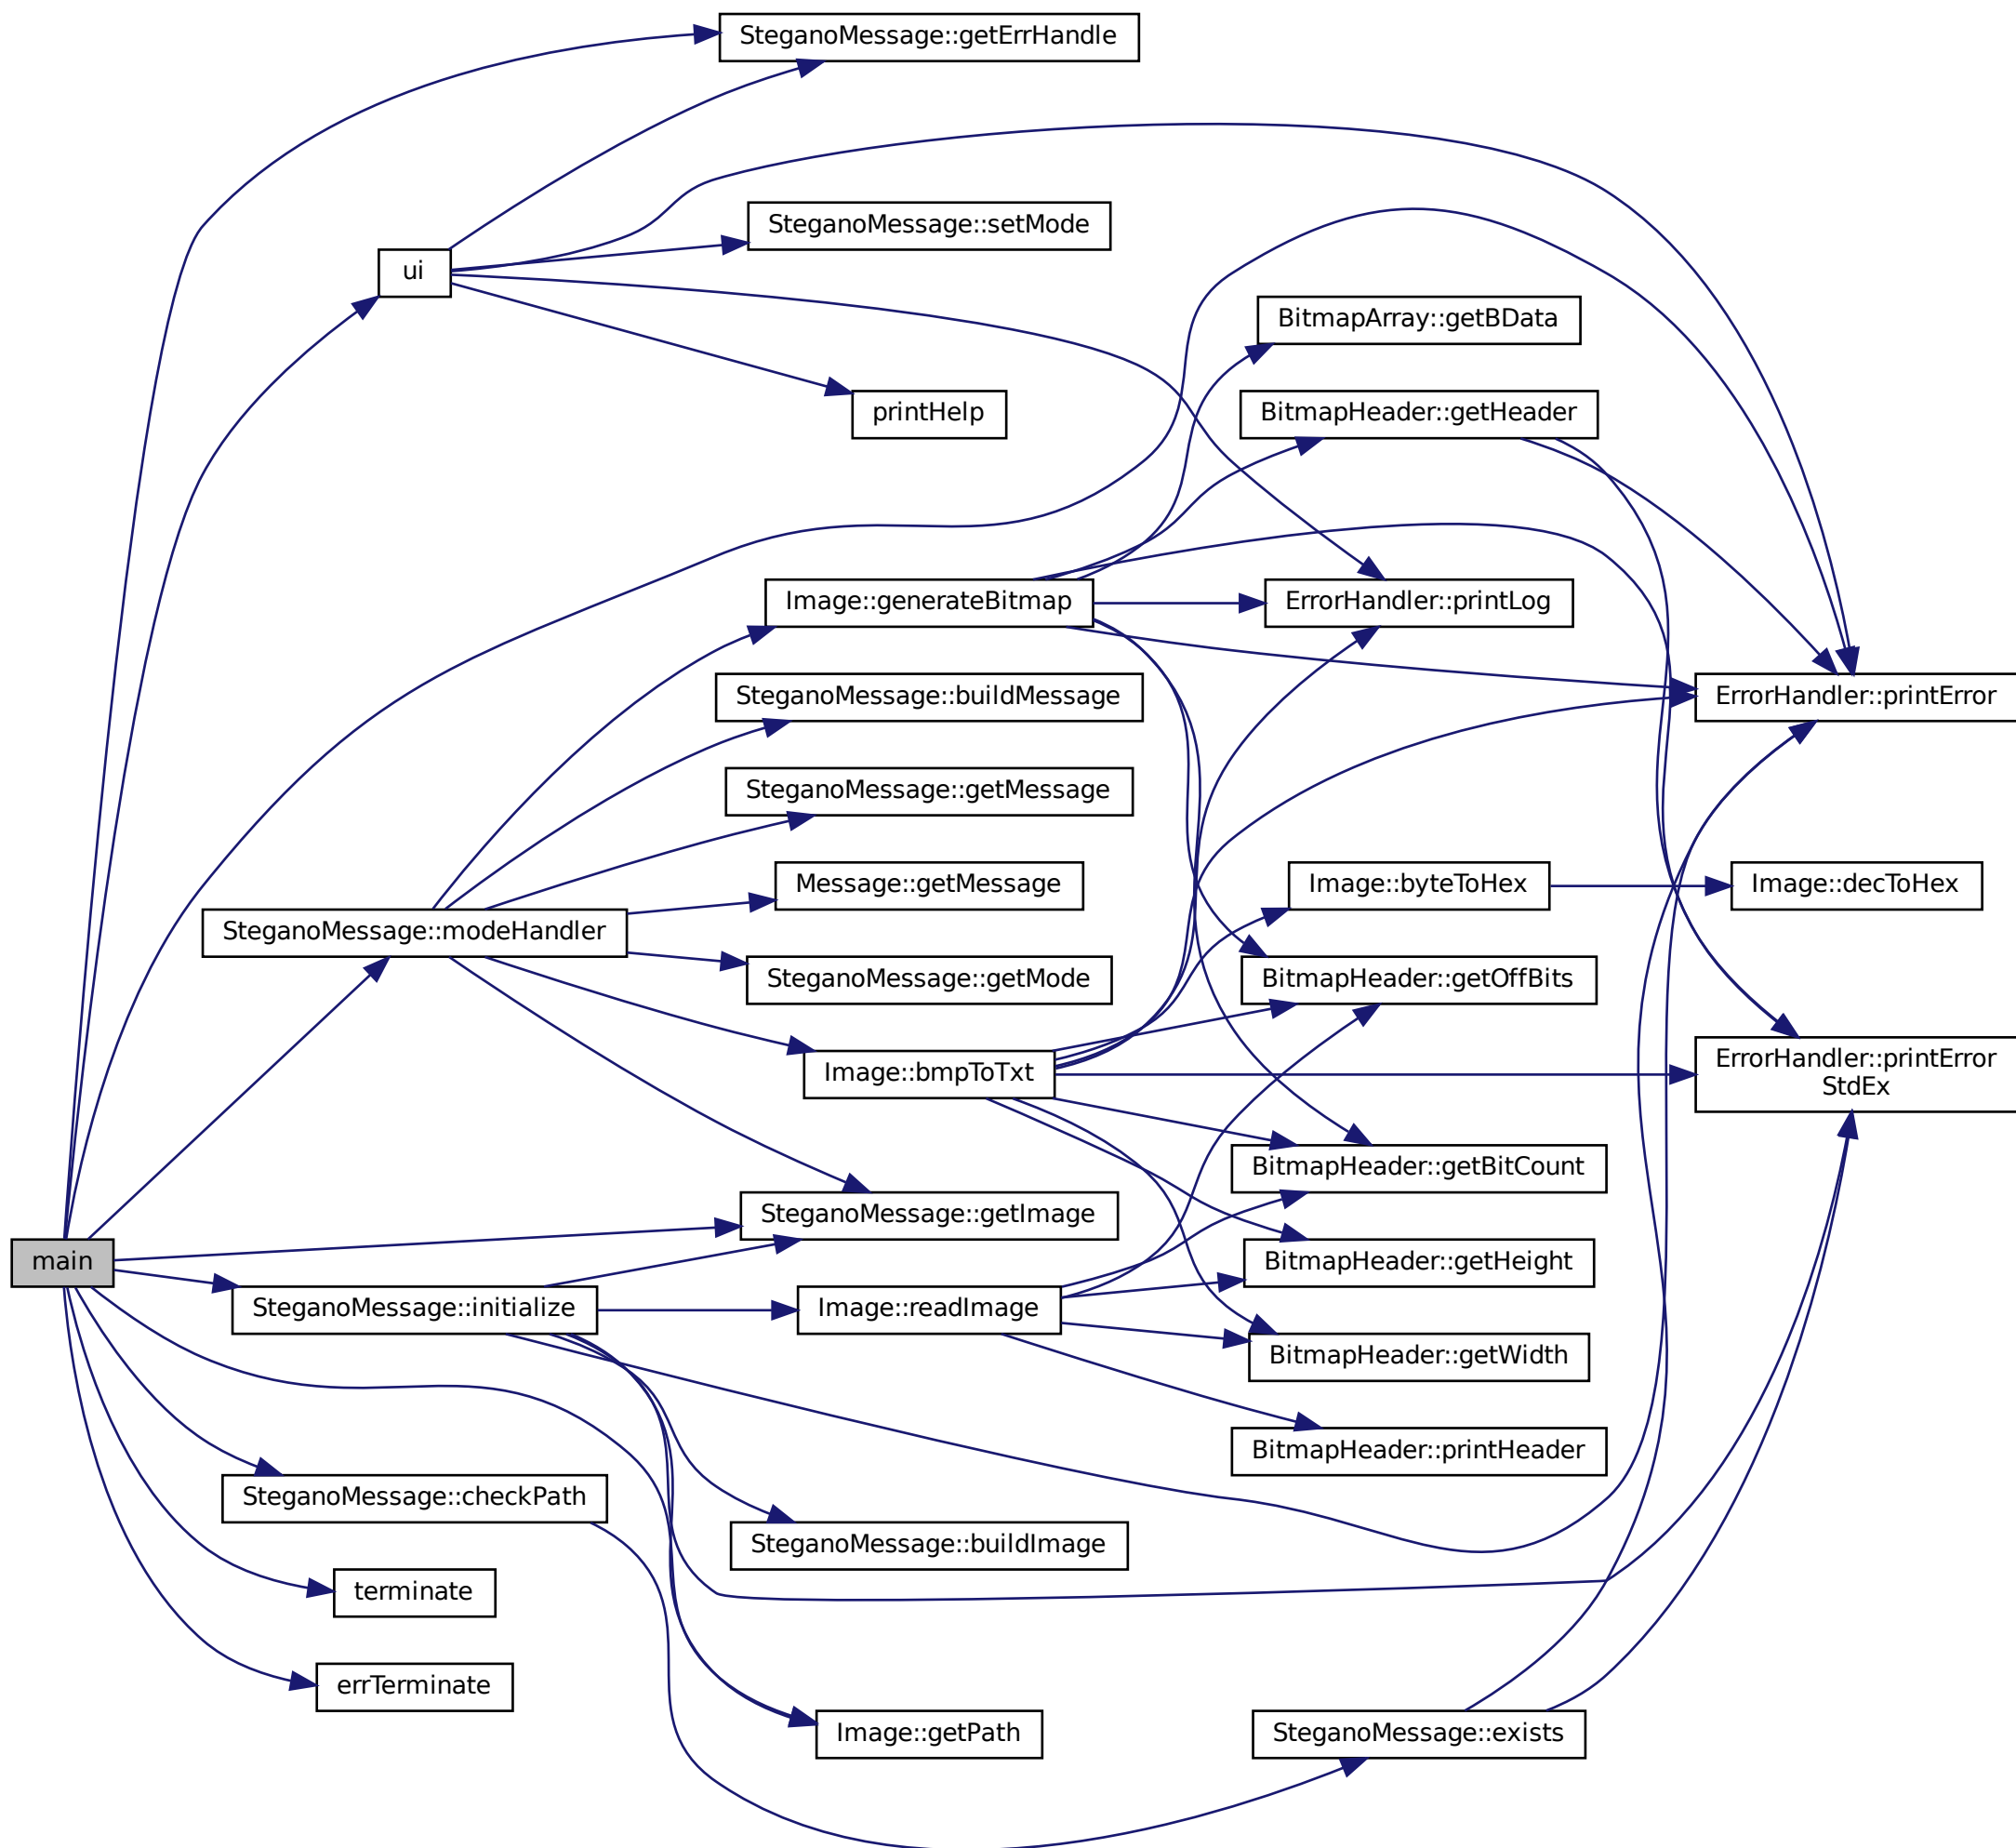 SteganoMessage::getErrHandle
SteganoMessage::setMode
ui
BitmapArray::getBData
printHelp
BitmapHeader::getHeader
Image::generateBitmap
ErrorHandler::printLog
SteganoMessage::buildMessage
ErrorHandler::printError
SteganoMessage::getMessage
Message::getMessage
Image::byteToHex
Image::decToHex
SteganoMessage::modeHandler
SteganoMessage::getMode
BitmapHeader::getOffBits
Image::bmpToTxt
ErrorHandler::printError
StdEx
BitmapHeader::getBitCount
SteganoMessage::getImage
main
BitmapHeader::getHeight
SteganoMessage::initialize
Image::readImage
BitmapHeader::getWidth
BitmapHeader::printHeader
SteganoMessage::checkPath
SteganoMessage::buildImage
terminate
errTerminate
Image::getPath
SteganoMessage::exists